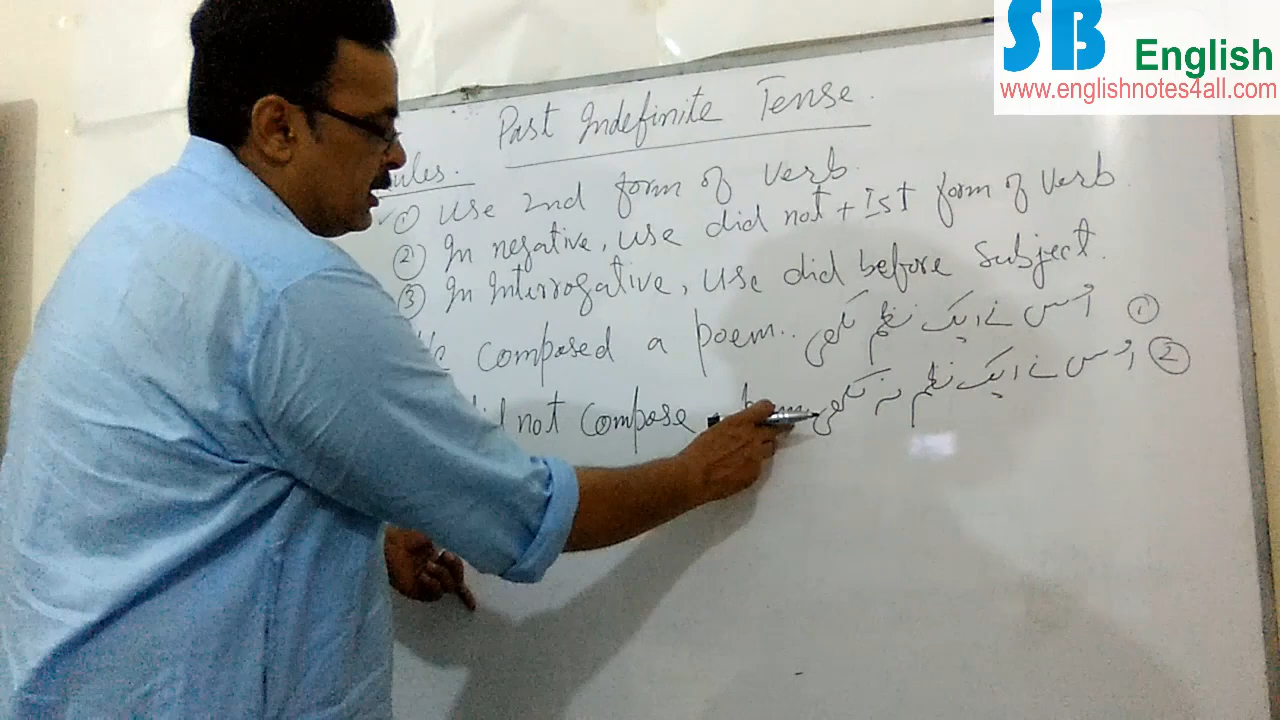 SB English
www.englishnotes4all.com
Past Indefinite Tense.
ules.
① Use 2nd form of verb.
② In negative, use did not + Ist form of verb
③ In Interrogative, use did before subject.
composed a poem. اس نے ایک نظم لکھی ①
did not compose اس نے ایک نظم نہ لکھی ②